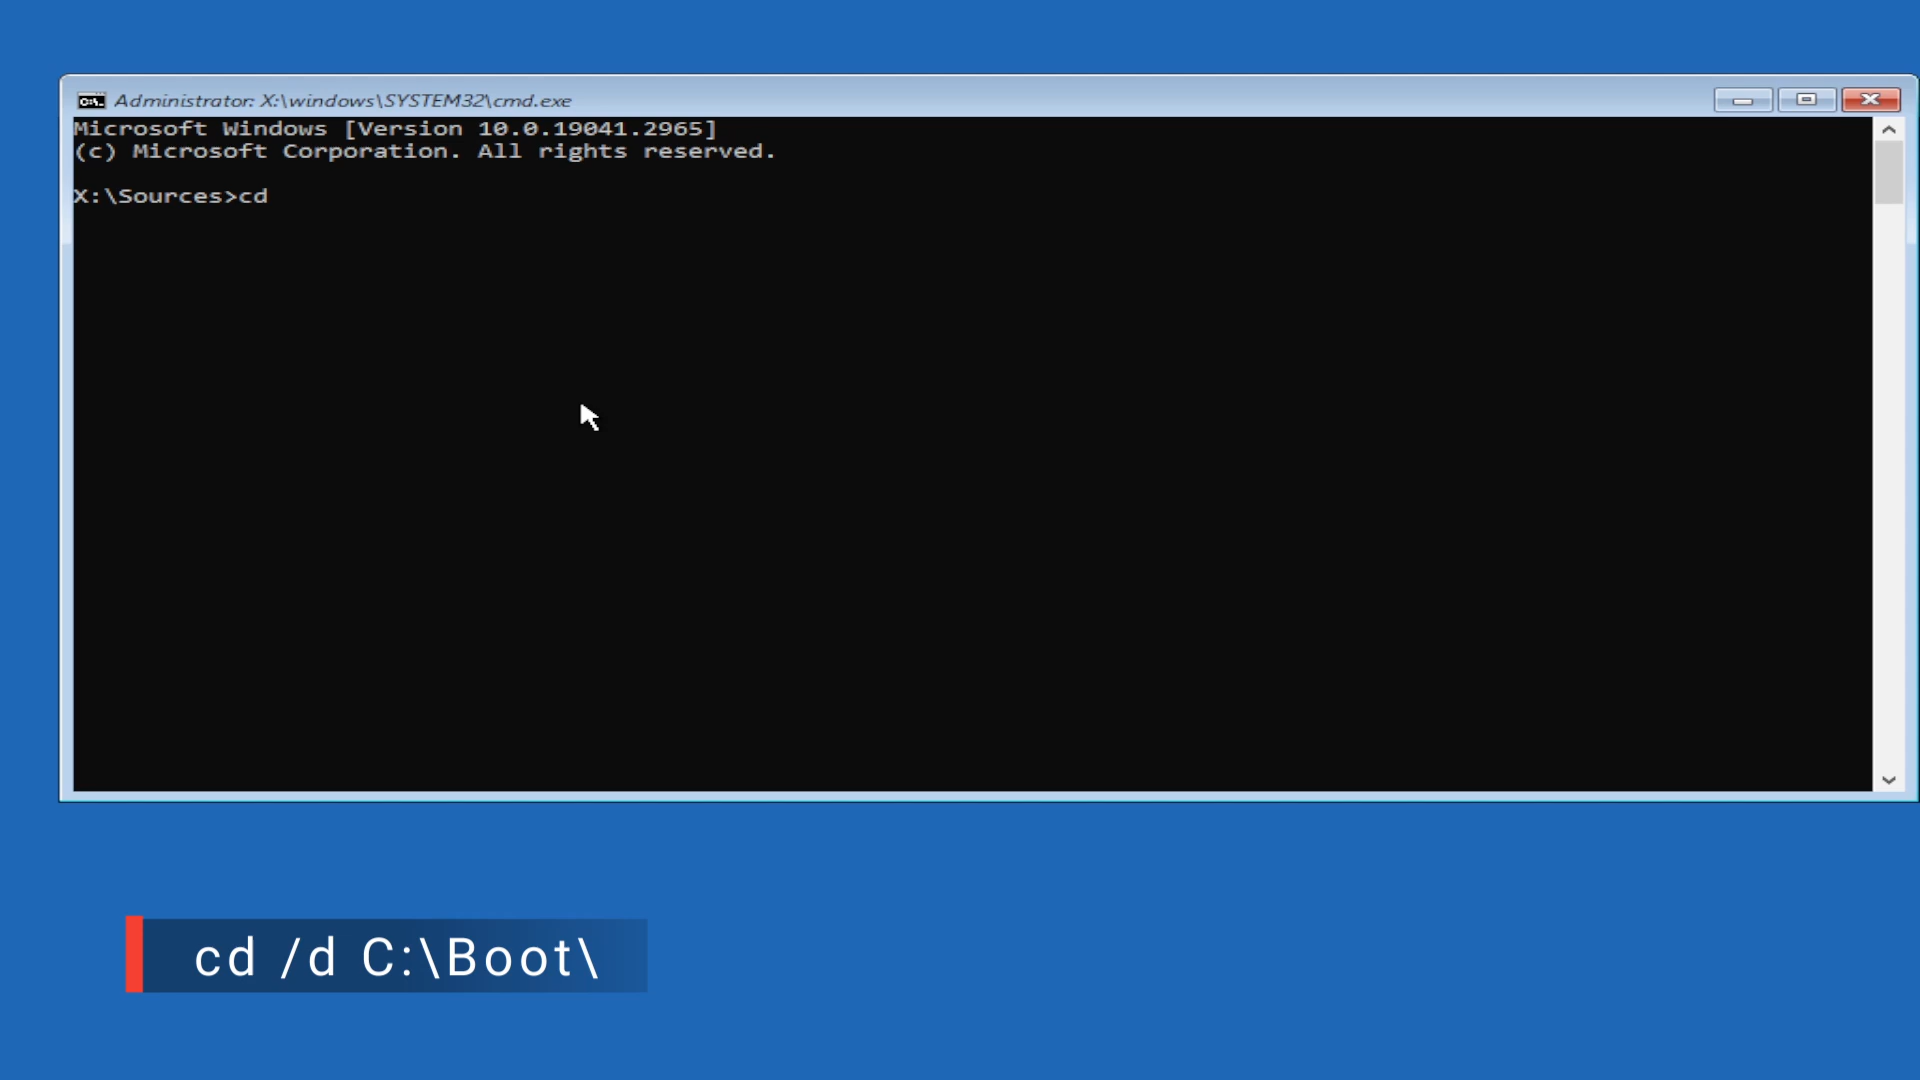 Administrator: X:\windows\SYSTEM32\cmd.exe
Microsoft Windows [Version 10.0.19041.2965]
(c) Microsoft Corporation. All rights reserved.
X:\Sources>cd
cd /d C:\Boot\